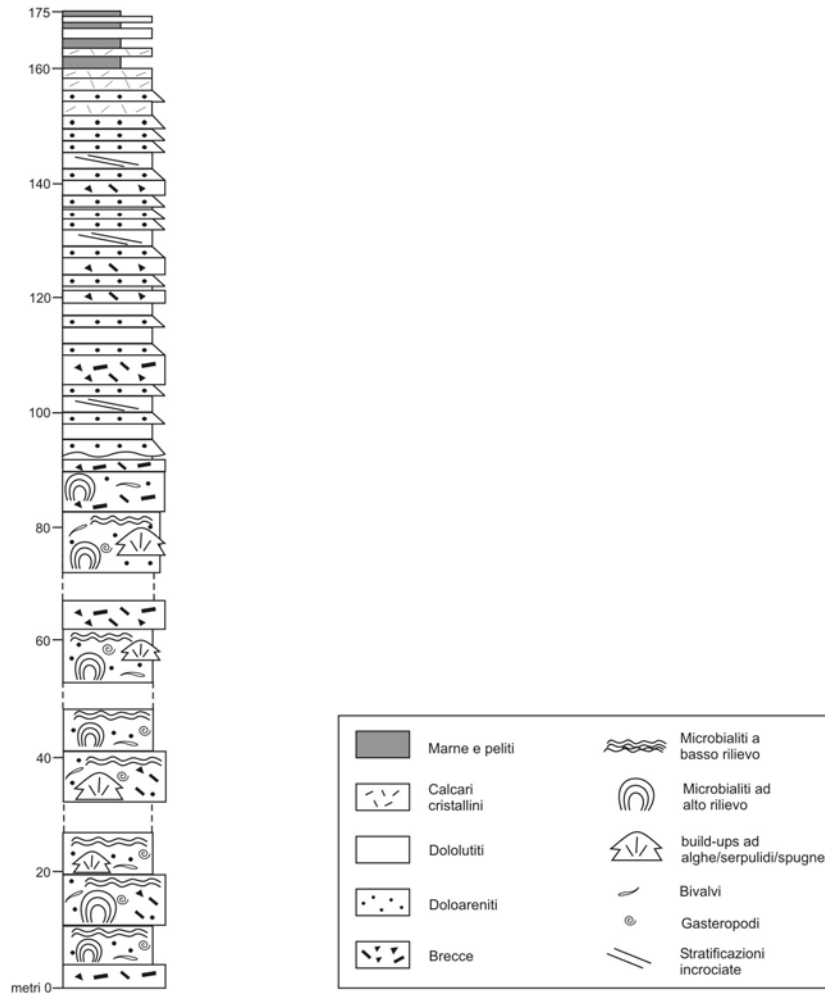 175
160
140
120
100
80
60
40
20
metri 0
Marne e peliti
Calcari
cristallini
Dololutiti
Doloareniti
Brecce
Microbialiti a
basso rilievo
Microbialiti ad
alto rilievo
build-ups ad
alghe/serpulidi/spugne
Bivalvi
Gasteropodi
Stratificazioni
incrociate